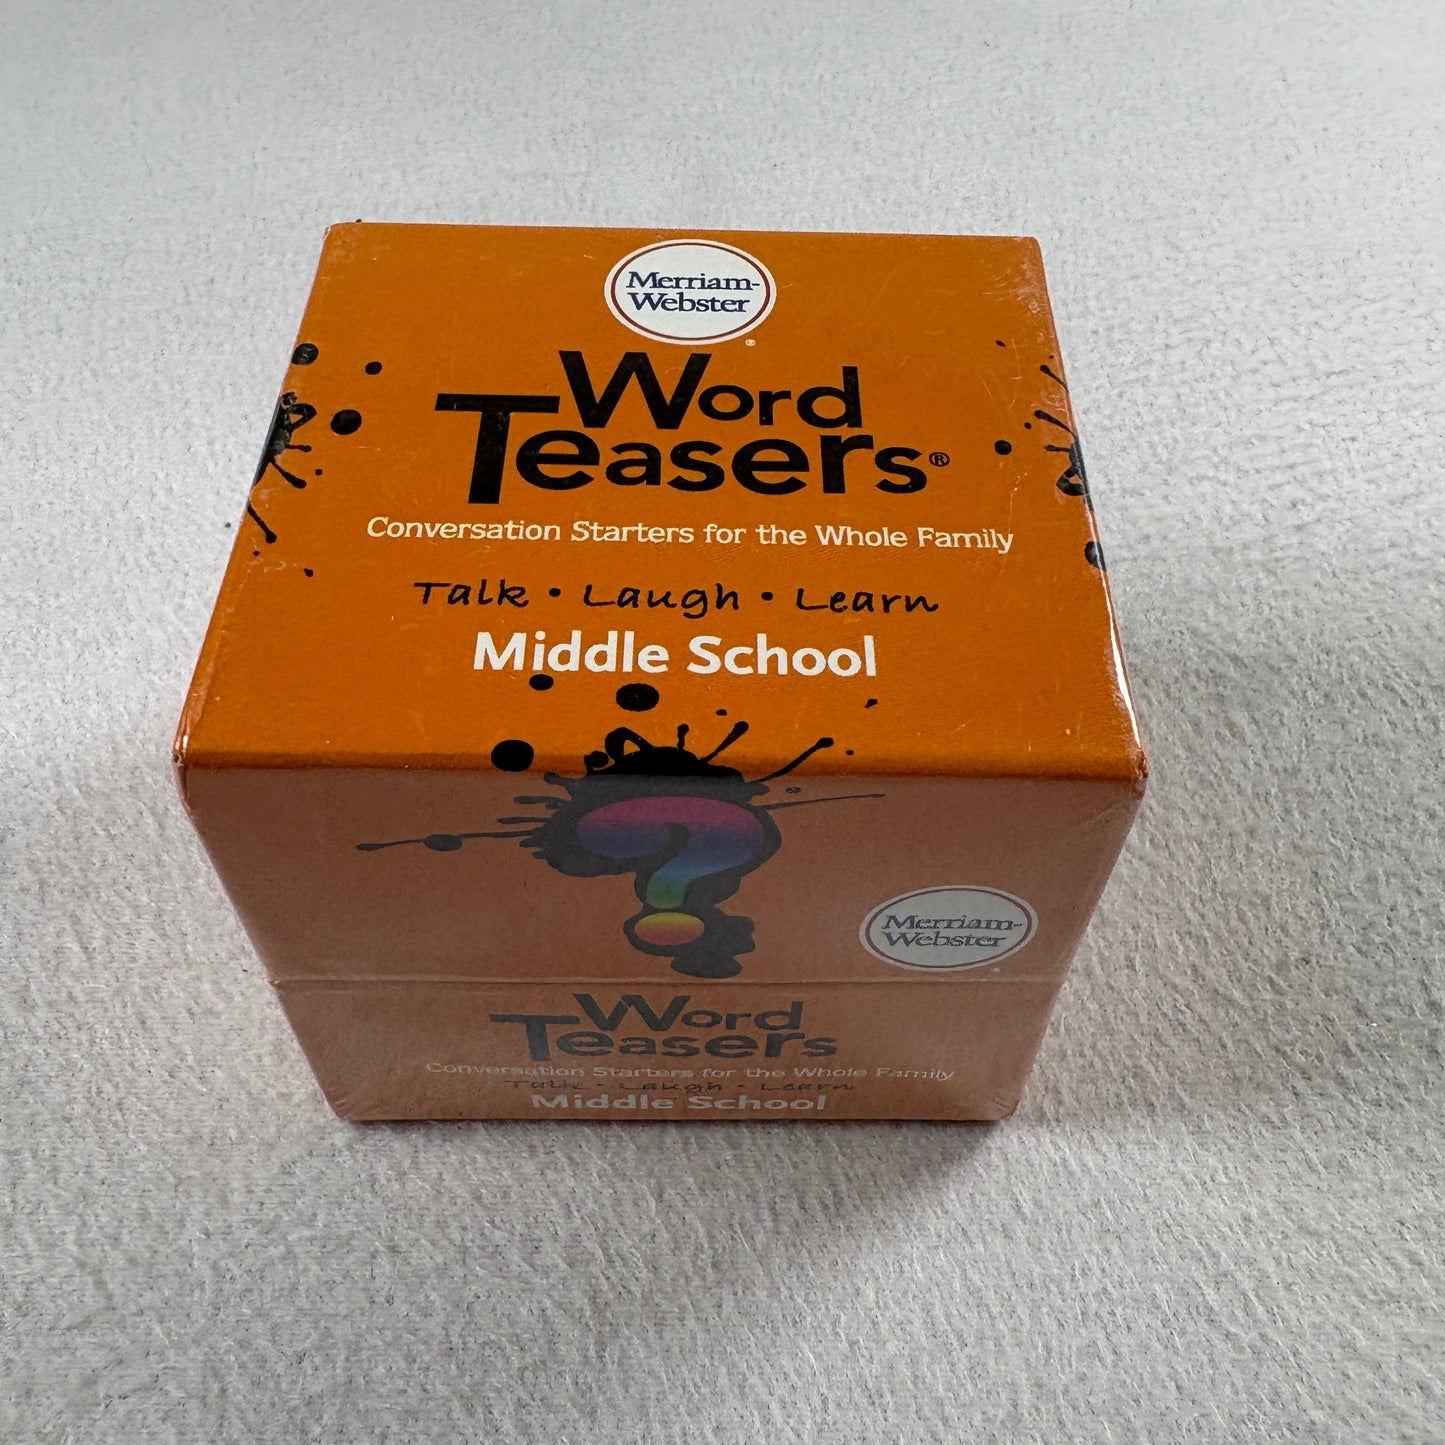 Merriam-
Webster
®
Word
Teasers®
Conversation Starters for the Whole Family
Talk • Laugh • Learn
Middle School
?
Merriam-
Webster
Word
Teasers
Conversation Starters for the Whole Family
Talk • Laugh • Learn
Middle School